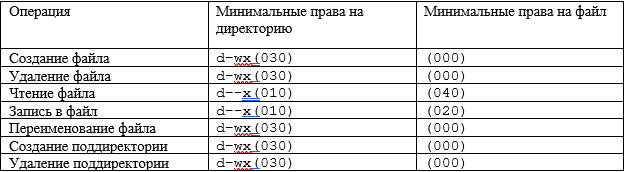 Операция Минимальные права на директорию Минимальные права на файл
Создание файла d-wx (030) (000)
Удаление файла d-wx (030) (000)
Чтение файла d--x (010) (040)
Запись в файл d--x (010) (020)
Переименование файла d-wx (030) (000)
Создание поддиректории d-wx (030) (000)
Удаление поддиректории d-wx (030) (000)